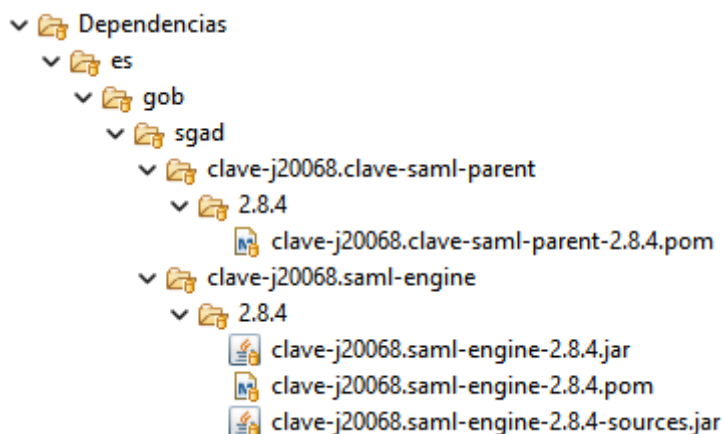 Dependencias
es
gob
sgad
clave-j20068.clave-saml-parent
2.8.4
clave-j20068.clave-saml-parent-2.8.4.pom
clave-j20068.saml-engine
2.8.4
clave-j20068.saml-engine-2.8.4.jar
clave-j20068.saml-engine-2.8.4.pom
clave-j20068.saml-engine-2.8.4-sources.jar